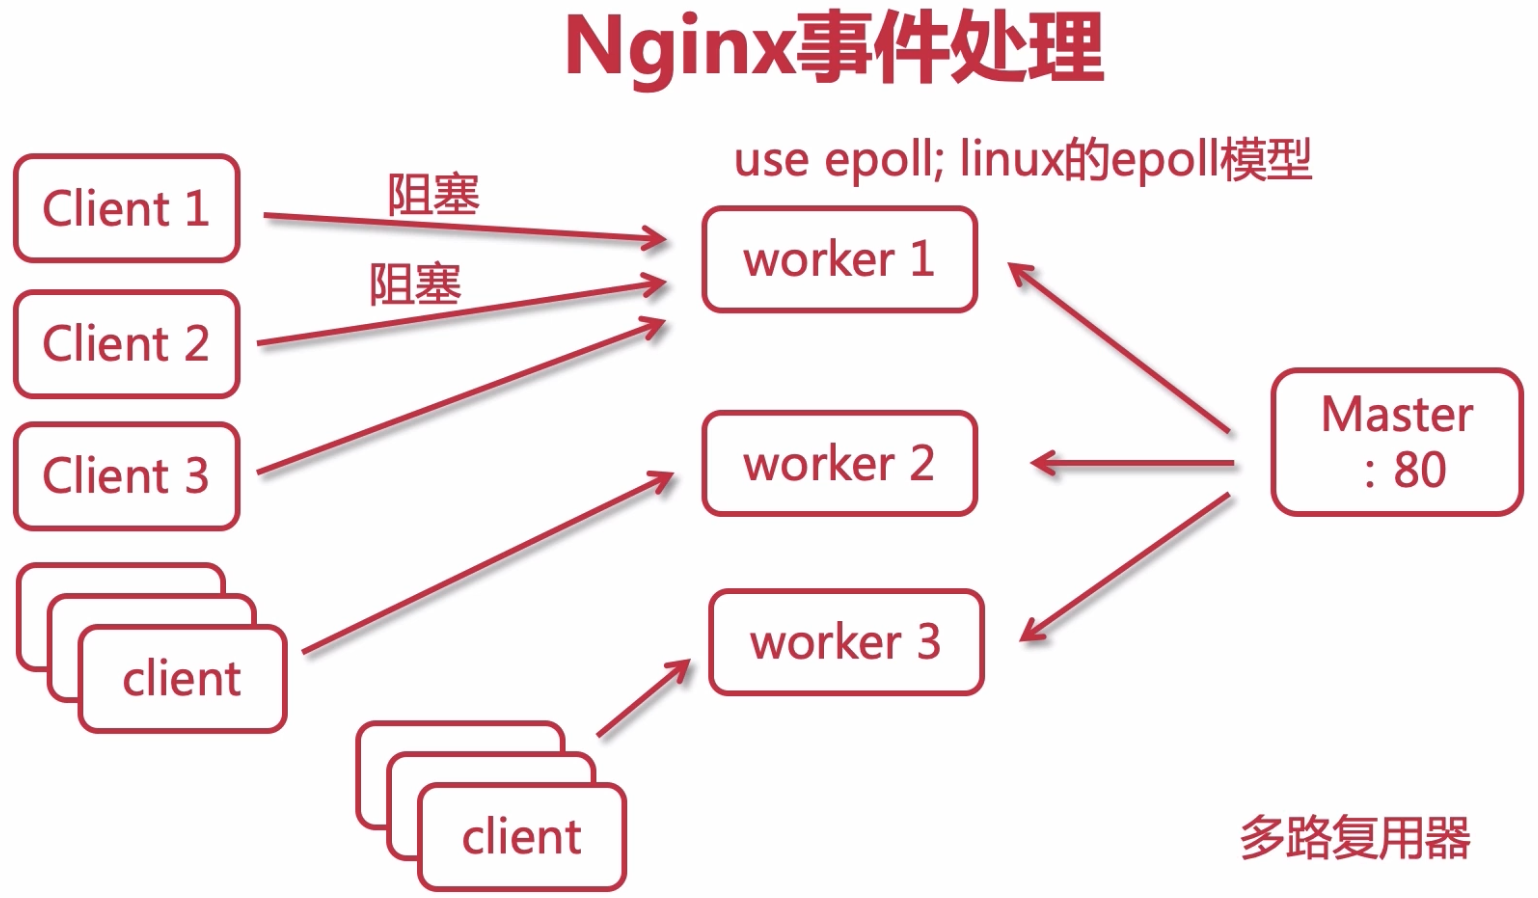 Nginx事件处理
use epoll; linux的epoll模型
Client 1
阻塞
worker 1
Client 2
阻塞
Client 3
worker 2
Master
: 80
client
worker 3
client
多路复用器